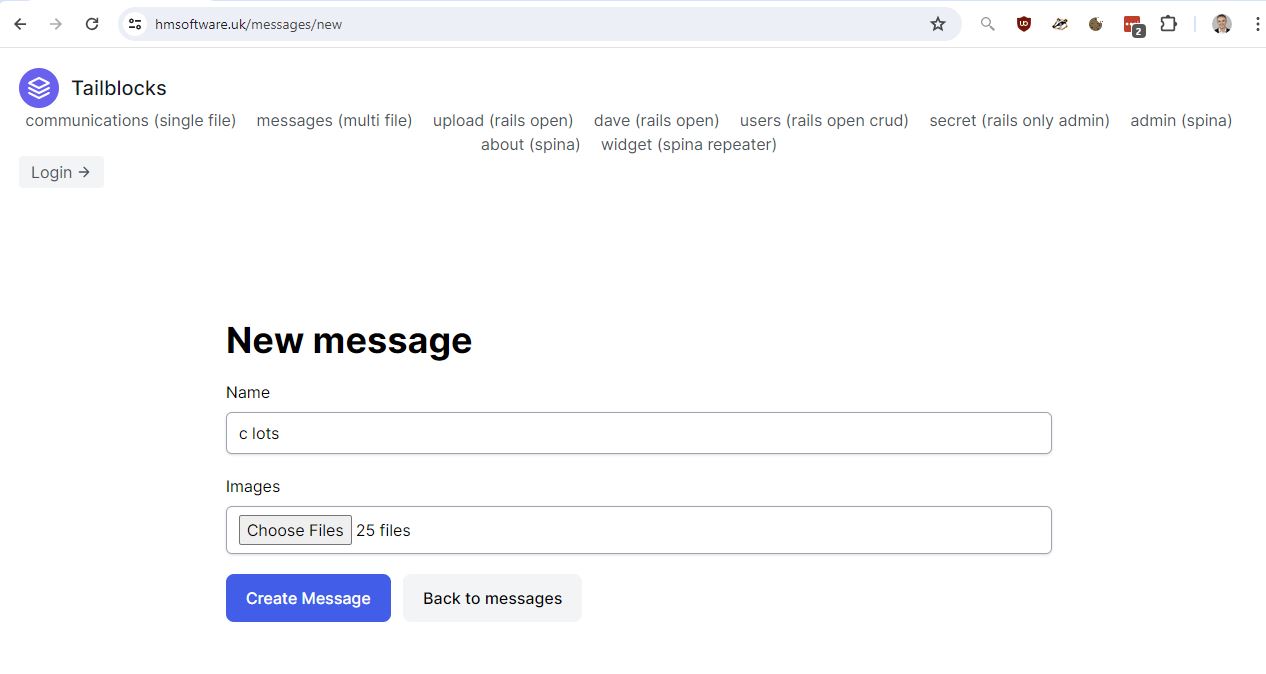 hmsoftware.uk/messages/new
2
Tailblocks
communications (single file) messages (multi file) upload (rails open) dave (rails open) users (rails open crud) secret (rails only admin) admin (spina)
about (spina) widget (spina repeater)
Login →
New message
Name
c lots
Images
Choose Files 25 files
Create Message Back to messages